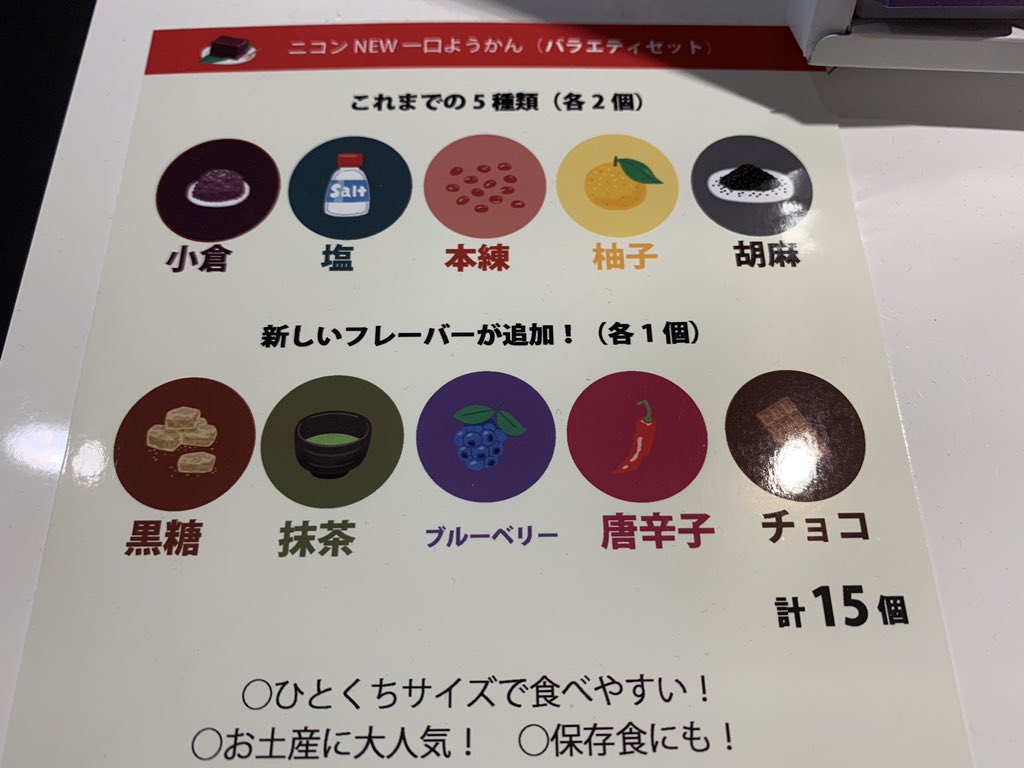 ニコン NEW 一口ようかん（バラエティセット）
これまでの5種類（各2個）
Salt
小倉 塩 本練 柚子 胡麻
新しいフレーバーが追加！（各1個）
黒糖 抹茶 ブルーベリー 唐辛子 チョコ
計15個
○ひとくちサイズで食べやすい！
○お土産に大人気！ ○保存食にも！